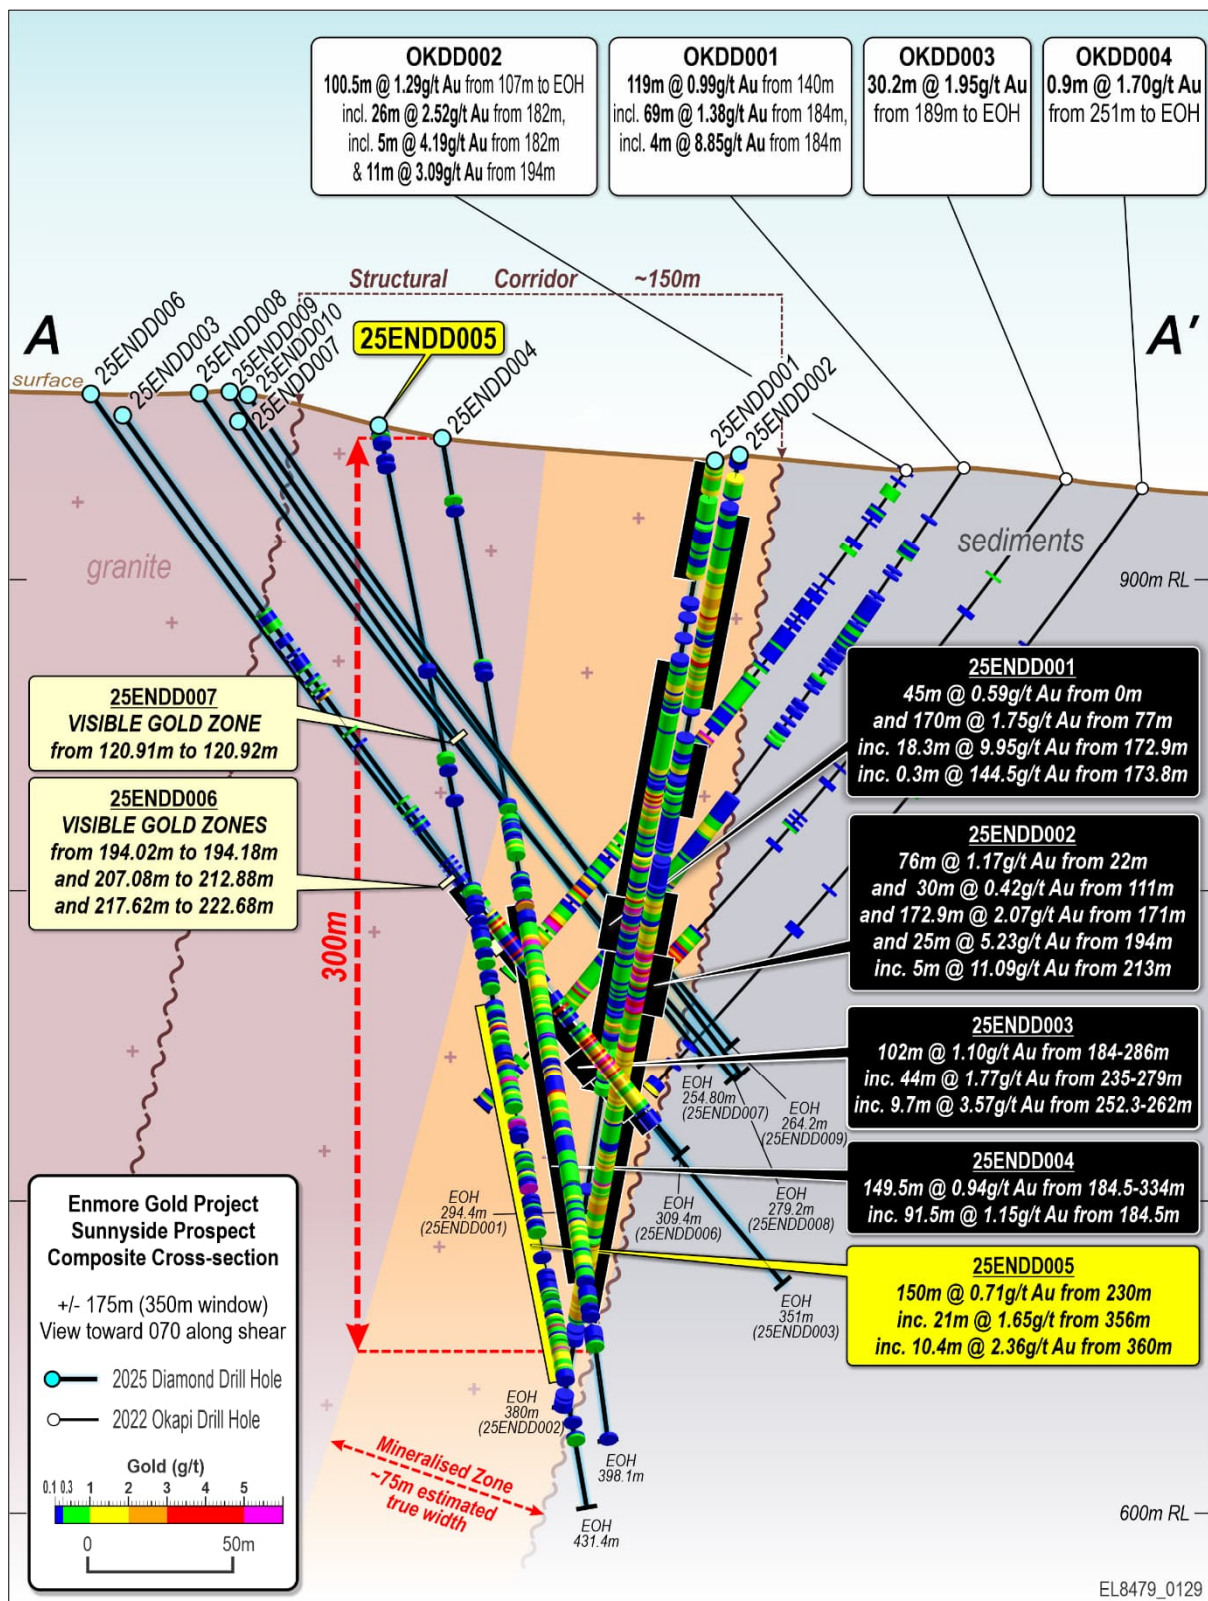 OKDD002
100.5m @ 1.29g/t Au from 107m to EOH
incl. 26m @ 2.52g/t Au from 182m,
incl. 5m @ 4.19g/t Au from 182m
& 11m @ 3.09g/t Au from 194m
OKDD001
119m @ 0.99g/t Au from 140m
incl. 69m @ 1.38g/t Au from 184m,
incl. 4m @ 8.85g/t Au from 184m
OKDD003
30.2m @ 1.95g/t Au
from 189m to EOH
OKDD004
0.9m @ 1.70g/t Au
from 251m to EOH
Structural Corridor ~150m
A
A'
surface
25ENDD006
25ENDD003
25ENDD008
25ENDD009
25ENDD010
25ENDD007
25ENDD005
25ENDD004
25ENDD001
25ENDD002
granite
sediments
900m RL
25ENDD007
VISIBLE GOLD ZONE
from 120.91m to 120.92m
25ENDD006
VISIBLE GOLD ZONES
from 194.02m to 194.18m
and 207.08m to 212.88m
and 217.62m to 222.68m
300m
25ENDD001
45m @ 0.59g/t Au from 0m
and 170m @ 1.75g/t Au from 77m
inc. 18.3m @ 9.95g/t Au from 172.9m
inc. 0.3m @ 144.5g/t Au from 173.8m
25ENDD002
76m @ 1.17g/t Au from 22m
and 30m @ 0.42g/t Au from 111m
and 172.9m @ 2.07g/t Au from 171m
and 25m @ 5.23g/t Au from 194m
inc. 5m @ 11.09g/t Au from 213m
25ENDD003
102m @ 1.10g/t Au from 184-286m
inc. 44m @ 1.77g/t Au from 235-279m
inc. 9.7m @ 3.57g/t Au from 252.3-262m
25ENDD004
149.5m @ 0.94g/t Au from 184.5-334m
inc. 91.5m @ 1.15g/t Au from 184.5m
25ENDD005
150m @ 0.71g/t Au from 230m
inc. 21m @ 1.65g/t Au from 356m
inc. 10.4m @ 2.36g/t Au from 360m
EOH
254.80m
(25ENDD007)
EOH
264.2m
(25ENDD009)
EOH
294.4m
(25ENDD001)
EOH
309.4m
(25ENDD006)
EOH
279.2m
(25ENDD008)
EOH
351m
(25ENDD003)
EOH
380m
(25ENDD002)
EOH
398.1m
EOH
431.4m
Mineralised Zone
~75m estimated
true width
600m RL
Enmore Gold Project
Sunnyside Prospect
Composite Cross-section
+/- 175m (350m window)
View toward 070 along shear
2025 Diamond Drill Hole
2022 Okapi Drill Hole
Gold (g/t)
0.1 0.3 1 2 3 4 5
0 50m
EL8479_0129